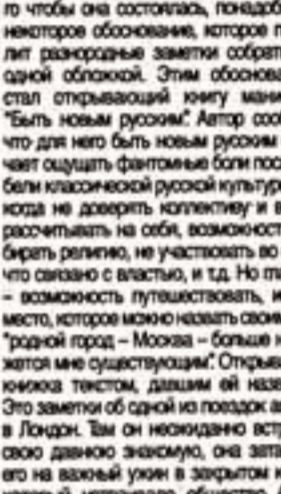 то чтобы она состоялась, понадоб
некоторое обоснование, которое п
лит разнородные заметки собрат
одной обложкой. Этим обоснова
стал открывающий книгу мани
"Быть новым русским". Автор соо
что для него быть новым русским
чает ощущать фантомные боли пос
бели классической русской культур
когда не доверять коллективу и в
рассчитывать на себя, возможност
бирать религию, не участвовать во
что связано с властью, и т.д. Но гла
– возможность путешествовать, и
место, которое можно назвать свои
"родной город – Москва – больше н
жется мне существующим". Открыва
книжка текстом, давшим ей назв
Это заметки об одной из поездок а
в Лондон. Там он неожиданно встр
свою давнюю знакомую, она зата
его на важный ужин в закрытом к